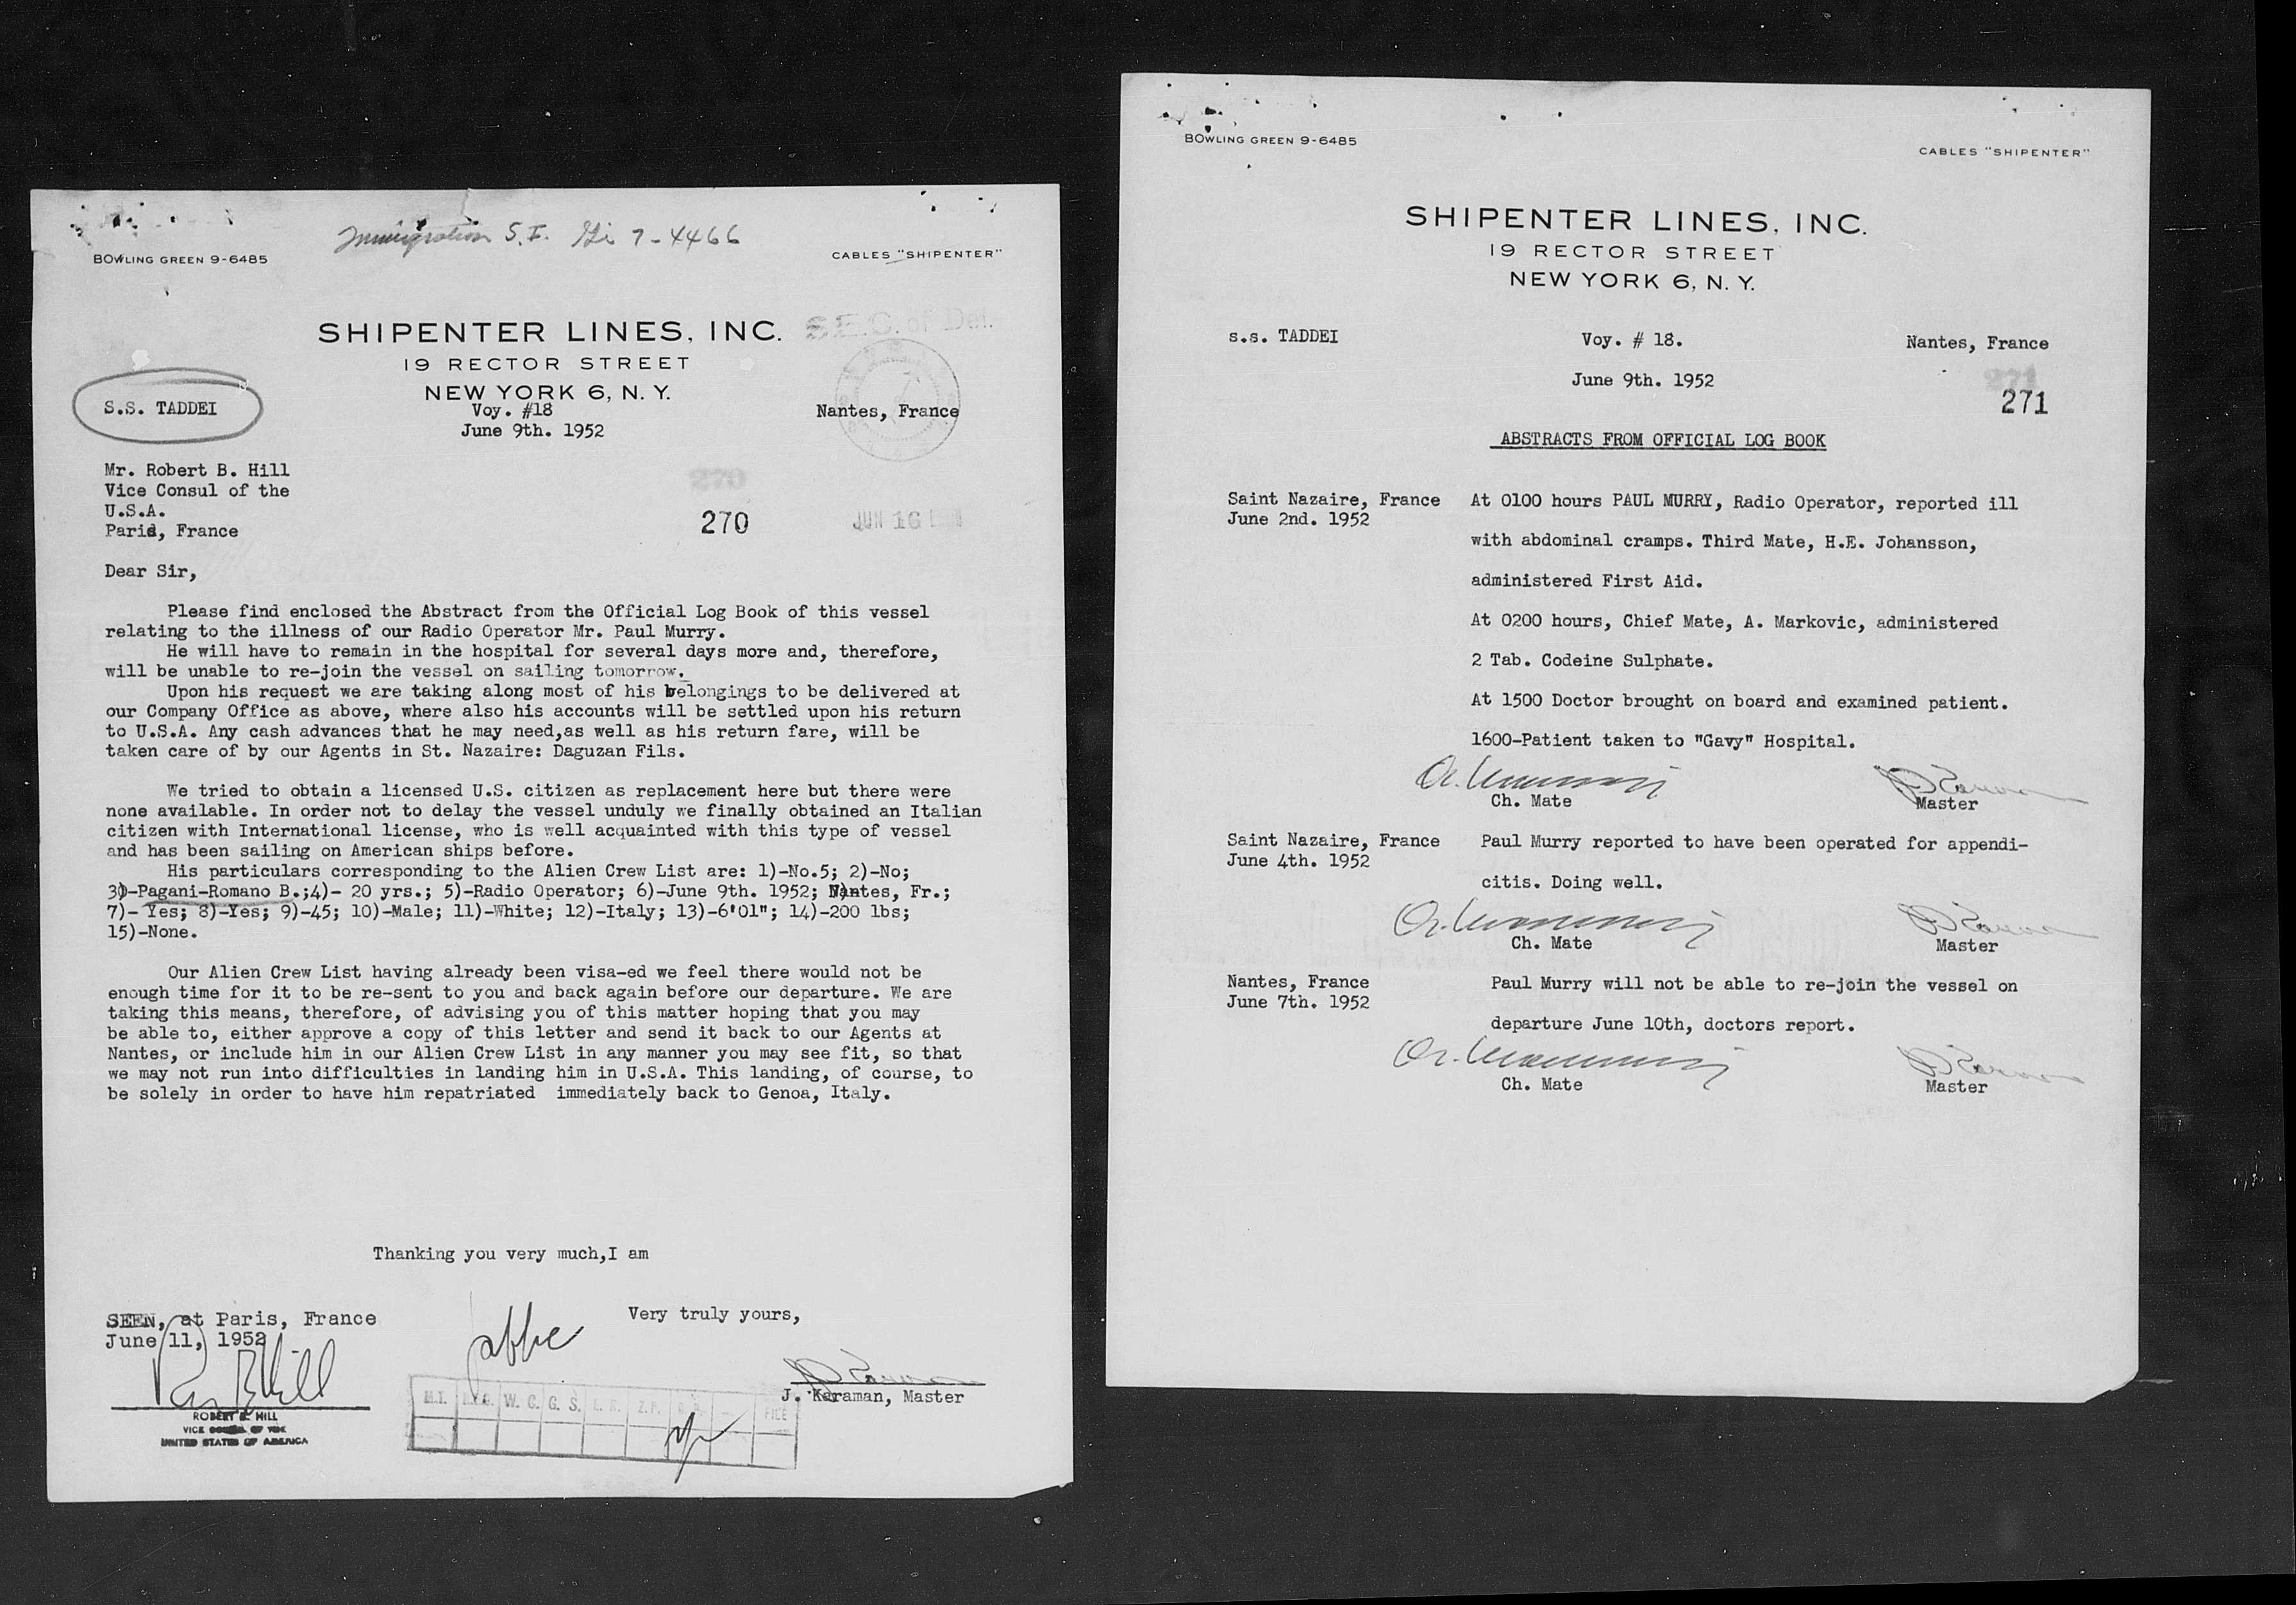 BOWLING GREEN 9-6485
Immigration S.I. Gi 7-4466
CABLES "SHIPENTER"
SHIPENTER LINES, INC.
19 RECTOR STREET
NEW YORK 6, N. Y.
S.S. TADDEI
Voy. #18
Nantes, France
June 9th. 1952
Mr. Robert B. Hill
Vice Consul of the
U.S.A.
Paris, France
270
270
JUN 16
Dear Sir,
Please find enclosed the Abstract from the Official Log Book of this vessel
relating to the illness of our Radio Operator Mr. Paul Murry.
He will have to remain in the hospital for several days more and, therefore,
will be unable to re-join the vessel on sailing tomorrow.
Upon his request we are taking along most of his belongings to be delivered at
our Company Office as above, where also his accounts will be settled upon his return
to U.S.A. Any cash advances that he may need,as well as his return fare, will be
taken care of by our Agents in St. Nazaire: Daguzan Fils.
We tried to obtain a licensed U.S. citizen as replacement here but there were
none available. In order not to delay the vessel unduly we finally obtained an Italian
citizen with International license, who is well acquainted with this type of vessel
and has been sailing on American ships before.
His particulars corresponding to the Alien Crew List are: 1)-No.5; 2)-No;
3)-Pagani-Romano B.;4)- 20 yrs.; 5)-Radio Operator; 6)-June 9th. 1952; Nantes, Fr.;
7)- Yes; 8)-Yes; 9)-45; 10)-Male; 11)-White; 12)-Italy; 13)-6'01"; 14)-200 lbs;
15)-None.
Our Alien Crew List having already been visa-ed we feel there would not be
enough time for it to be re-sent to you and back again before our departure. We are
taking this means, therefore, of advising you of this matter hoping that you may
be able to, either approve a copy of this letter and send it back to our Agents at
Nantes, or include him in our Alien Crew List in any manner you may see fit, so that
we may not run into difficulties in landing him in U.S.A. This landing, of course, to
be solely in order to have him repatriated immediately back to Genoa, Italy.
Thanking you very much,I am
SEEN, at Paris, France
June 11, 1952
Very truly yours,
J. Karaman, Master
ROBERT B. HILL
VICE CONSUL OF THE
UNITED STATES OF AMERICA
M.I. W. C. G. S. Z.P. FILE
BOWLING GREEN 9-6485
CABLES "SHIPENTER"
SHIPENTER LINES, INC.
19 RECTOR STREET
NEW YORK 6, N. Y.
s.s. TADDEI
Voy. # 18.
Nantes, France
June 9th. 1952
271
271
ABSTRACTS FROM OFFICIAL LOG BOOK
Saint Nazaire, France
June 2nd. 1952
At 0100 hours PAUL MURRY, Radio Operator, reported ill
with abdominal cramps. Third Mate, H.E. Johansson,
administered First Aid.
At 0200 hours, Chief Mate, A. Markovic, administered
2 Tab. Codeine Sulphate.
At 1500 Doctor brought on board and examined patient.
1600-Patient taken to "Gavy" Hospital.
Ch. Mate
Master
Saint Nazaire, France
June 4th. 1952
Paul Murry reported to have been operated for appendi-
citis. Doing well.
Ch. Mate
Master
Nantes, France
June 7th. 1952
Paul Murry will not be able to re-join the vessel on
departure June 10th, doctors report.
Ch. Mate
Master